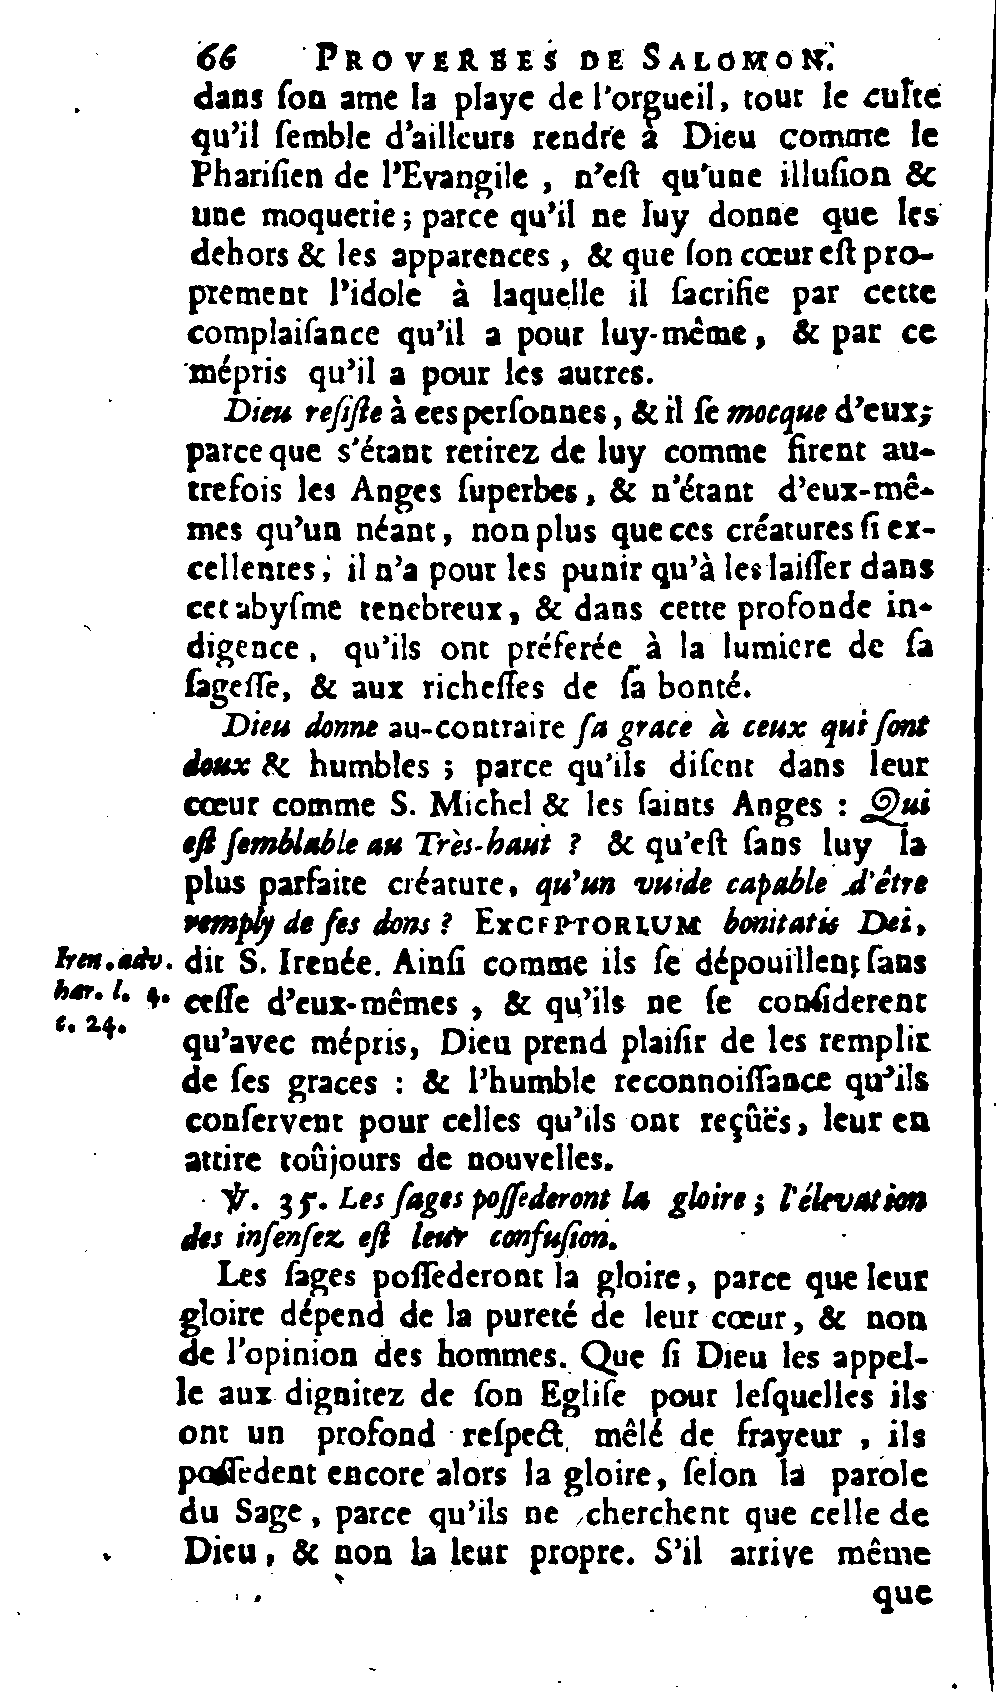 66 PROVERBES DE SALOMON.
dans ſon ame la playe de l'orgueil, tout le culte
qu'il ſemble d'ailleurs rendre à Dieu comme le
Phariſien de l'Evangile, n'eſt qu'une illuſion &
une moquerie; parce qu'il ne luy donne que les
dehors & les apparences, & que ſon cœur eſt pro-
prement l'idole à laquelle il ſacrifie par cette
complaiſance qu'il a pour luy-même, & par ce
mépris qu'il a pour les autres.
Dieu reſiſte à ces perſonnes, & il ſe mocque d'eux;
parce que s'étant retirez de luy comme firent au-
trefois les Anges ſuperbes, & n'étant d'eux-mê-
mes qu'un néant, non plus que ces créatures ſi ex-
cellentes, il n'a pour les punir qu'à les laiſſer dans
cet abyſme tenebreux, & dans cette profonde in-
digence, qu'ils ont préferée à la lumiere de ſa
ſageſſe, & aux richeſſes de ſa bonté.
Dieu donne au-contraire ſa grace à ceux qui ſont
doux & humbles; parce qu'ils diſent dans leur
cœur comme S. Michel & les ſaints Anges: Qui
eſt ſemblable au Très-haut? & qu'eſt ſans luy la
plus parfaite créature, qu'un vuide capable d'être
remply de ſes dons? EXCEPTORIUM bonitatis Dei,
dit S. Irenée. Ainſi comme ils ſe dépouillent ſans
ceſſe d'eux-mêmes, & qu'ils ne ſe conſiderent
qu'avec mépris, Dieu prend plaiſir de les remplir
de ſes graces: & l'humble reconnoiſſance qu'ils
conſervent pour celles qu'ils ont reçûës, leur en
attire toûjours de nouvelles.
Iren. adv.
hær. l. 4.
c. 24.
℣. 35. Les ſages poſſederont la gloire; l'élevation
des inſenſez eſt leur confuſion.
Les ſages poſſederont la gloire, parce que leur
gloire dépend de la pureté de leur cœur, & non
de l'opinion des hommes. Que ſi Dieu les appel-
le aux dignitez de ſon Egliſe pour leſquelles ils
ont un profond reſpect mêlé de frayeur, ils
poſſedent encore alors la gloire, ſelon la parole
du Sage, parce qu'ils ne cherchent que celle de
Dieu, & non la leur propre. S'il arrive même
que